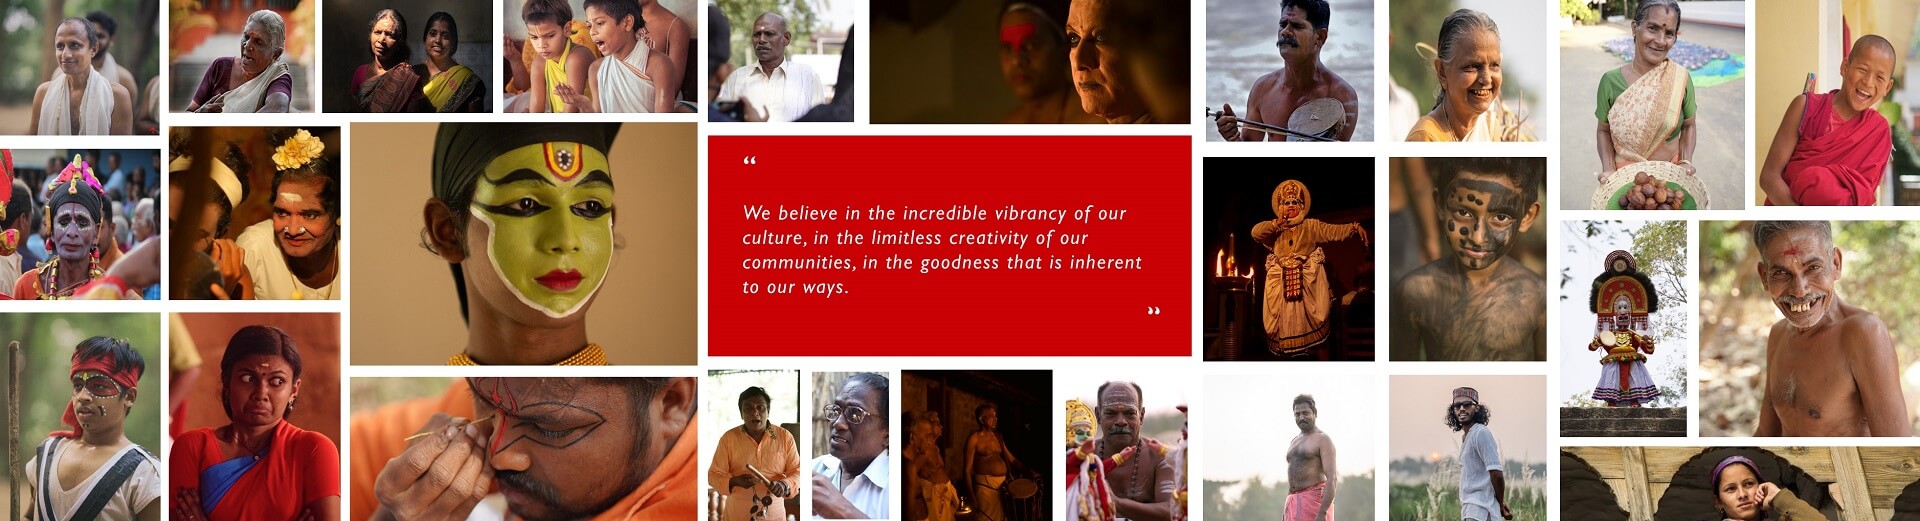 “
We believe in the incredible vibrancy of our
culture, in the limitless creativity of our
communities, in the goodness that is inherent
to our ways.
”